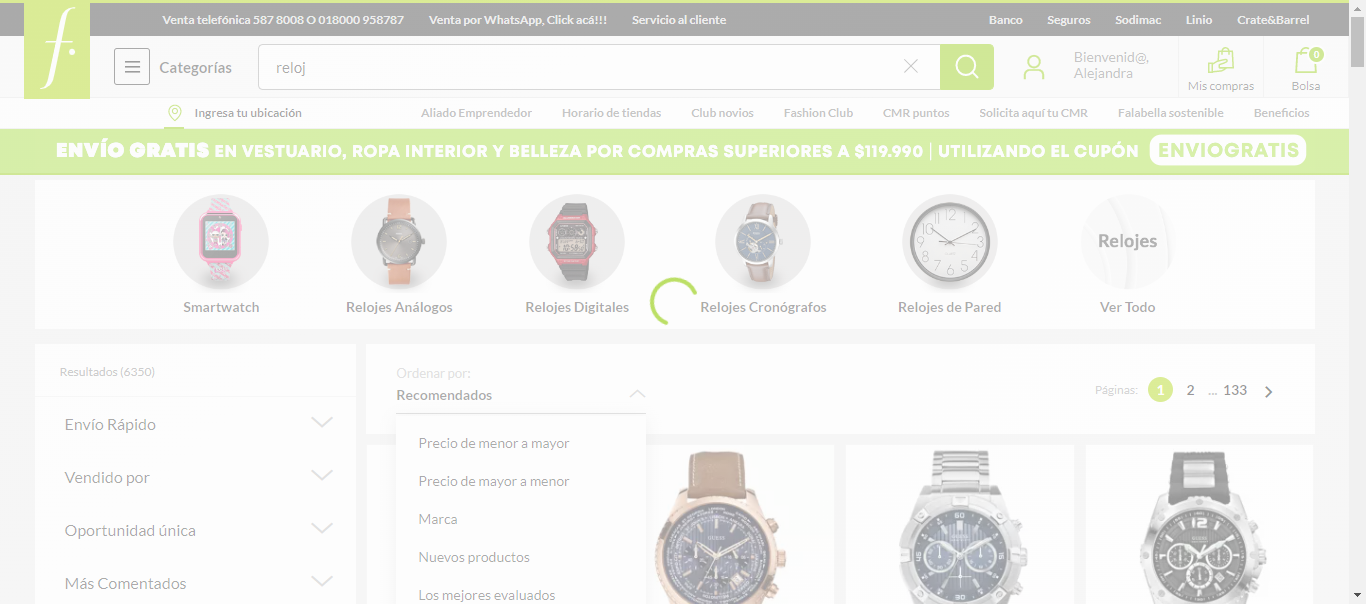 Venta telefónica 587 8008 O 018000 958787 Venta por WhatsApp, Click acá!!! Servicio al cliente Banco Seguros Sodimac Linio Crate&Barrel
f.
Categorías reloj Bienvenid@,
Alejandra
Mis compras 0 Bolsa
Ingresa tu ubicación Aliado Emprendedor Horario de tiendas Club novios Fashion Club CMR puntos Solicita aquí tu CMR Falabella sostenible Beneficios
ENVÍO GRATIS EN VESTUARIO, ROPA INTERIOR Y BELLEZA POR COMPRAS SUPERIORES A $119.990 | UTILIZANDO EL CUPÓN ENVIOGRATIS
Relojes
Smartwatch Relojes Análogos Relojes Digitales Relojes Cronógrafos Relojes de Pared Ver Todo
Resultados (6350)
Envío Rápido
Vendido por
Oportunidad única
Más Comentados
Ordenar por:
Recomendados
Páginas: 1 2 ... 133
Precio de menor a mayor
Precio de mayor a menor
Marca
Nuevos productos
Los mejores evaluados